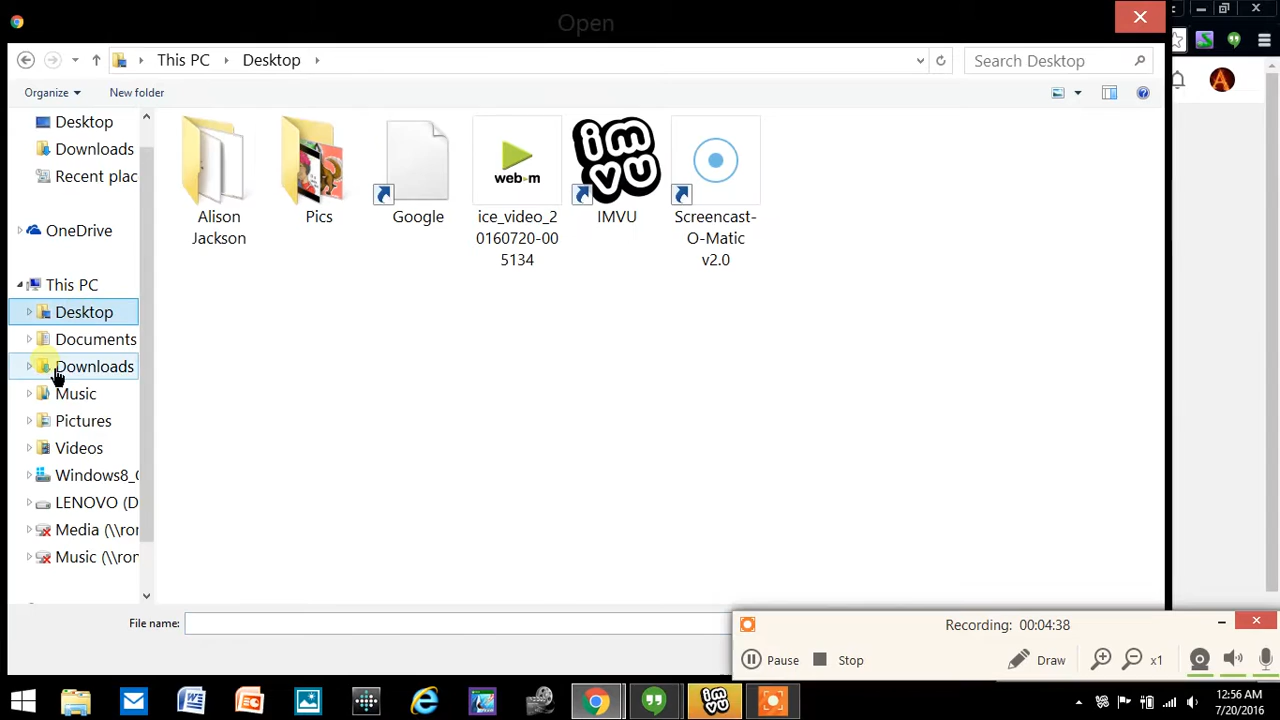 Open
This PC
Desktop
Search Desktop
Organize
New folder
Desktop
Downloads
Recent plac
OneDrive
This PC
Desktop
Documents
Downloads
Music
Pictures
Videos
Windows8_
LENOVO (D
Media (\\ror
Music (\\ror
Alison
Jackson
Pics
Google
web-m
ice_video_2
0160720-00
5134
imvu
IMVU
Screencast-
O-Matic
v2.0
File name:
Recording: 00:04:38
Pause
Stop
Draw
x1
A
imvu
12:56 AM
7/20/2016